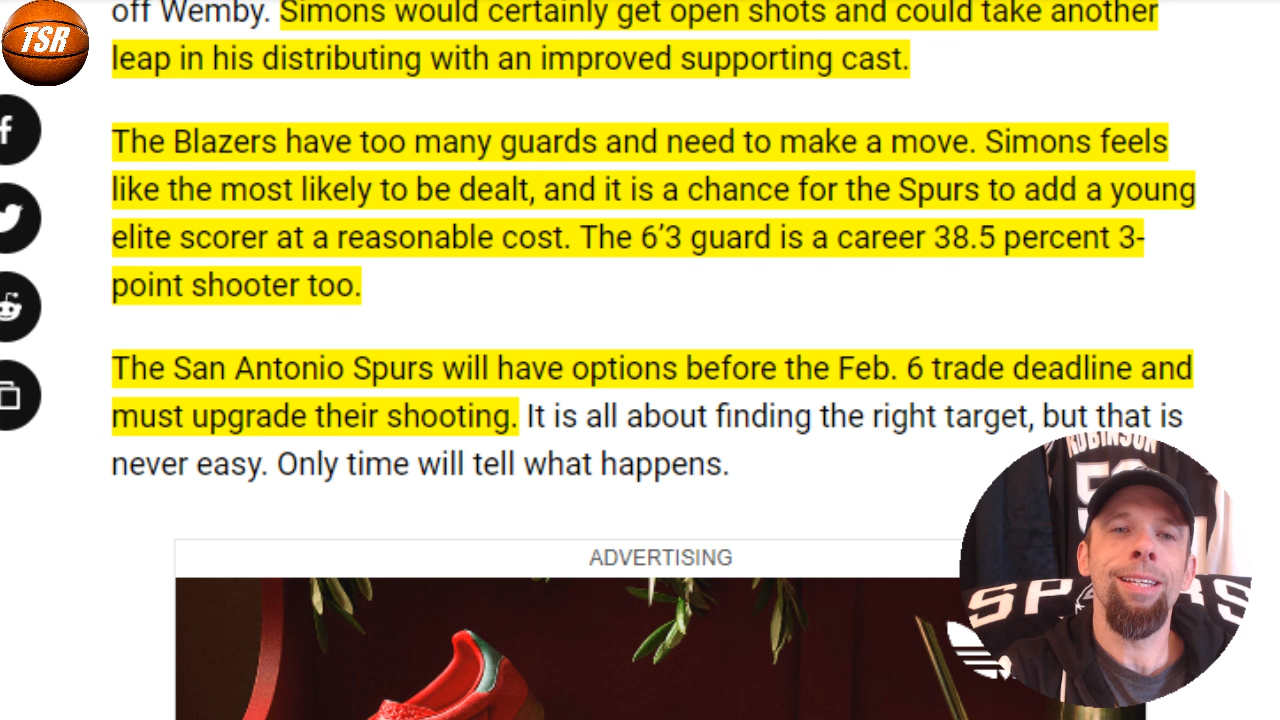 TSR
off Wemby. Simons would certainly get open shots and could take another
leap in his distributing with an improved supporting cast.
The Blazers have too many guards and need to make a move. Simons feels
like the most likely to be dealt, and it is a chance for the Spurs to add a young
elite scorer at a reasonable cost. The 6’3 guard is a career 38.5 percent 3-
point shooter too.
The San Antonio Spurs will have options before the Feb. 6 trade deadline and
must upgrade their shooting. It is all about finding the right target, but that is
never easy. Only time will tell what happens.
ADVERTISING
ROBINSON